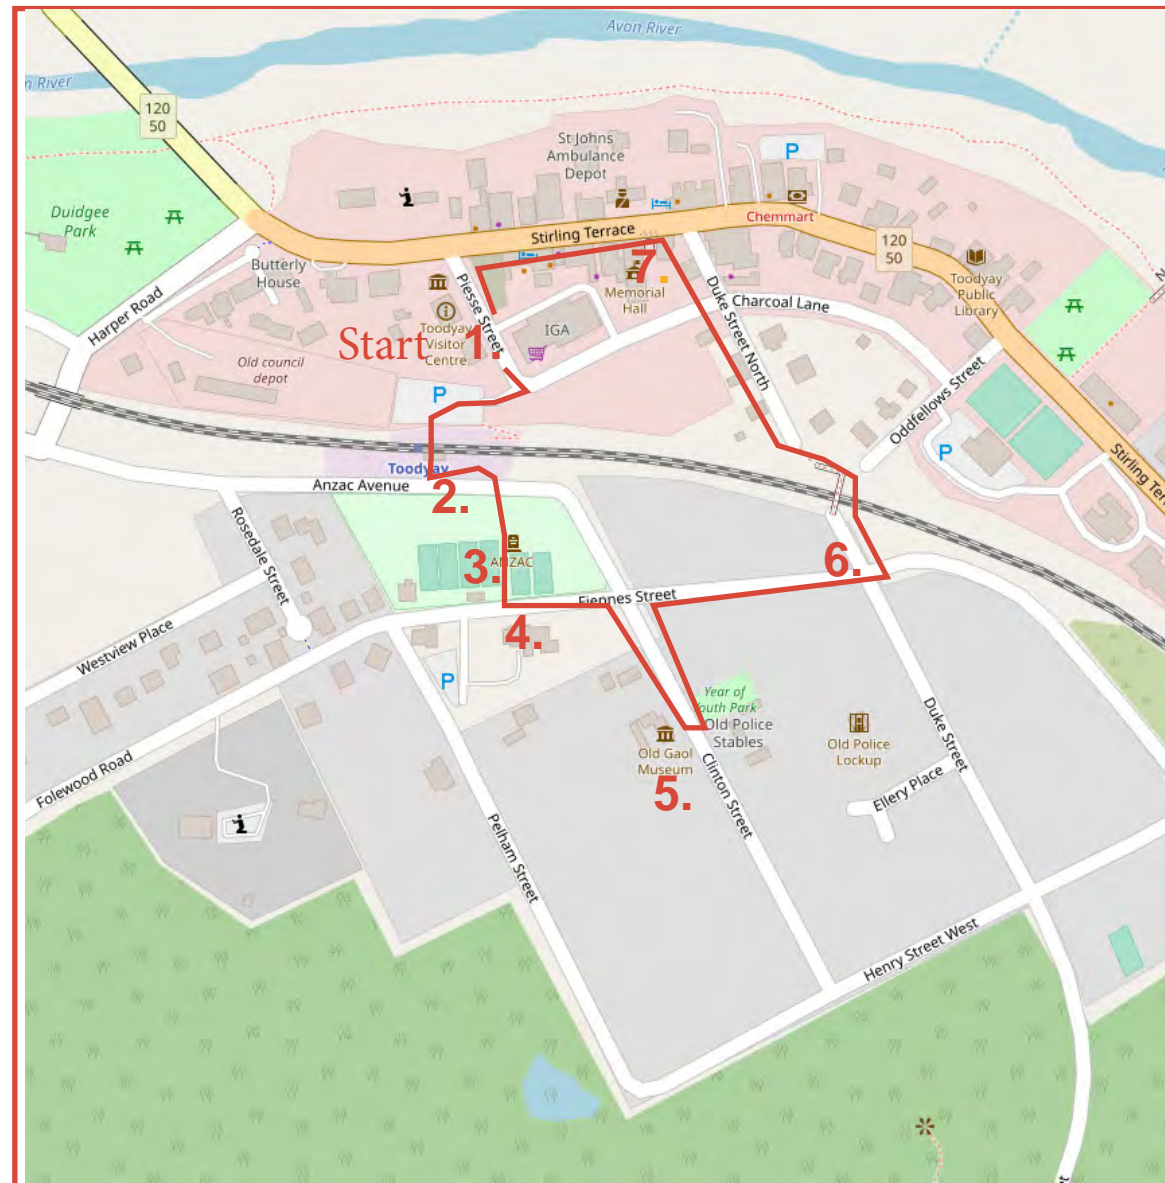 Avon River
n River
120
50
St Johns
Ambulance
Depot
P
Duidgee
Park
Chemmart
Stirling Terrace
120
50
Butterly
House
Toodyay
Public
Library
Harper Road
Piesse Street
7
Memorial
Hall
Duke Street North
Charcoal Lane
Toodyay
Visitor
Centre
Start 1.
IGA
Old council
depot
P
Oddfellows Street
P
Stirling Ter
Toodyay
Anzac Avenue
2.
Rosedale Street
3.
ANZAC
6.
Fiennes Street
4.
Westview Place
P
Year of
outh Park
Old Police
Stables
Old Gaol
Museum
Old Police
Lockup
Duke Street
Clinton Street
5.
Ellery Place
Folewood Road
Pelham Street
Henry Street West